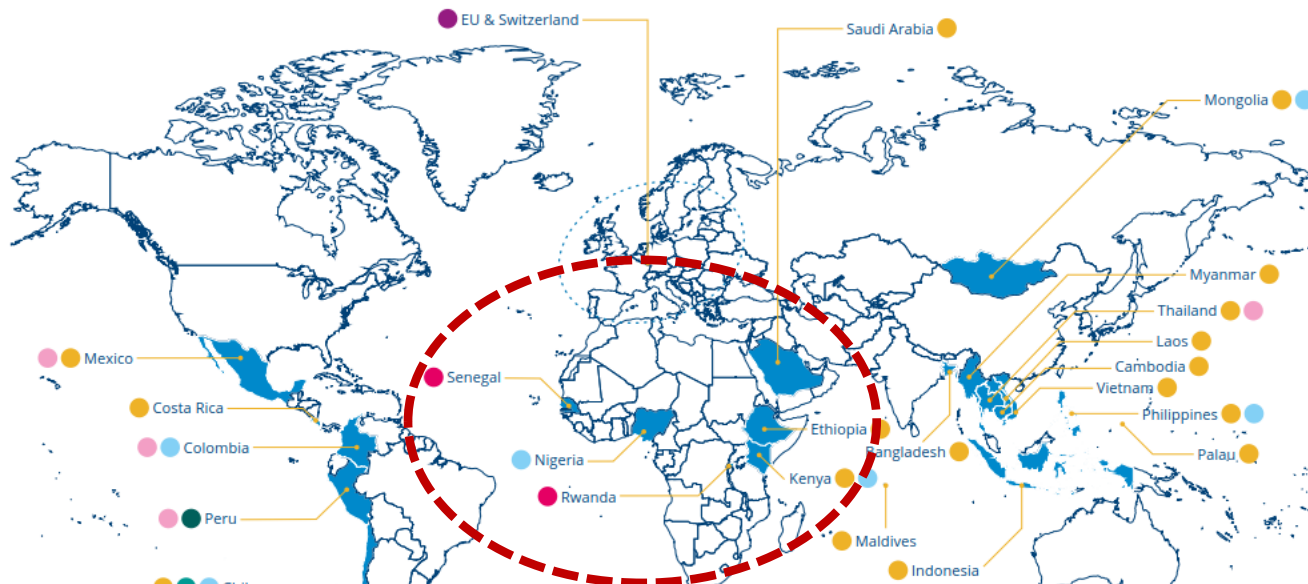 EU & Switzerland
Saudi Arabia
Mongolia
Myanmar
Thailand
Laos
Cambodia
Vietnam
Philippines
Palau
Mexico
Costa Rica
Colombia
Peru
Senegal
Nigeria
Rwanda
Ethiopia
Kenya
Bangladesh
Maldives
Indonesia